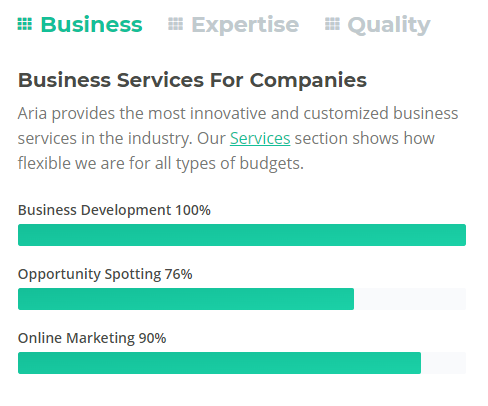 Business Expertise Quality
Business Services For Companies
Aria provides the most innovative and customized business
services in the industry. Our Services section shows how
flexible we are for all types of budgets.
Business Development 100%
Opportunity Spotting 76%
Online Marketing 90%